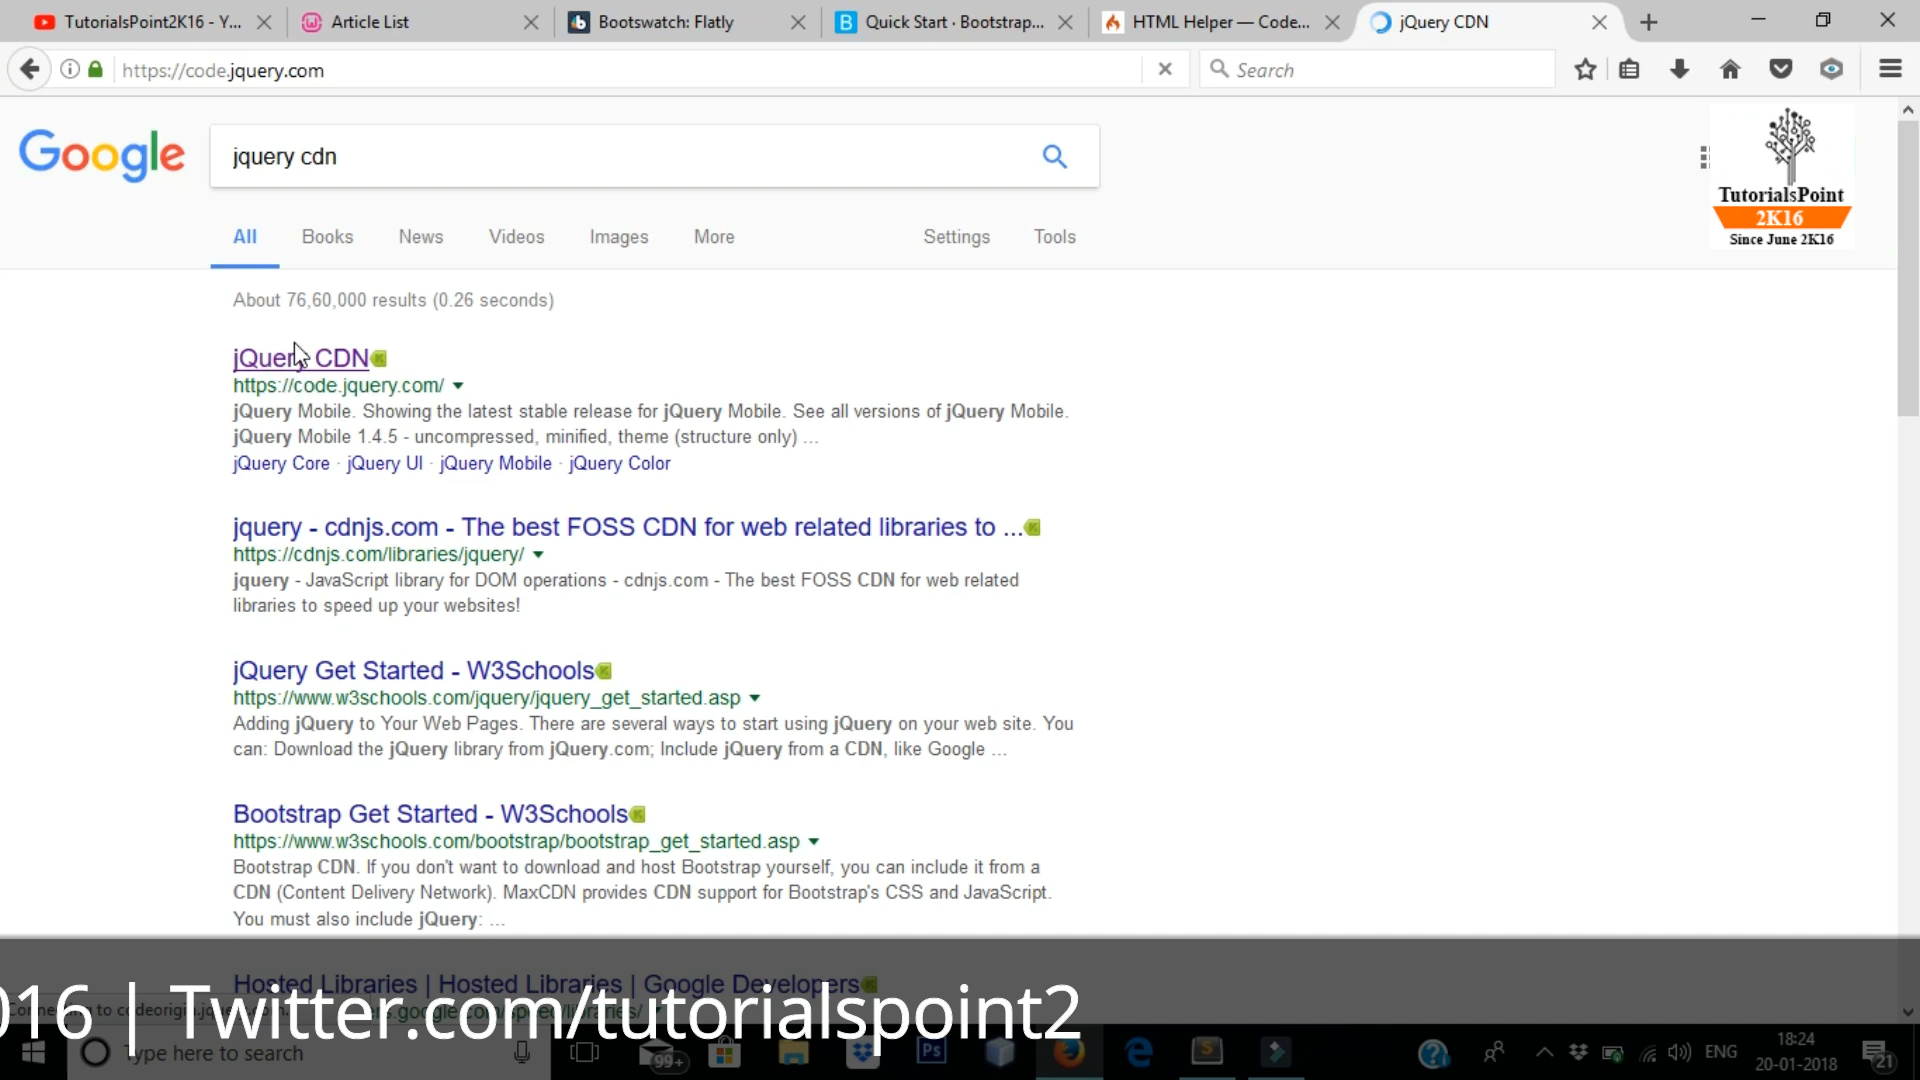 TutorialsPoint2K16 - Y...
Article List
Bootswatch: Flatly
Quick Start · Bootstrap...
HTML Helper — Code...
jQuery CDN
https://code.jquery.com
Search
Google
jquery cdn
TutorialsPoint
2K16
Since June 2K16
All
Books
News
Videos
Images
More
Settings
Tools
About 76,60,000 results (0.26 seconds)
jQuery CDN
https://code.jquery.com/
jQuery Mobile. Showing the latest stable release for jQuery Mobile. See all versions of jQuery Mobile.
jQuery Mobile 1.4.5 - uncompressed, minified, theme (structure only) ...
jQuery Core · jQuery UI · jQuery Mobile · jQuery Color
jquery - cdnjs.com - The best FOSS CDN for web related libraries to ...
https://cdnjs.com/libraries/jquery/
jquery - JavaScript library for DOM operations - cdnjs.com - The best FOSS CDN for web related
libraries to speed up your websites!
jQuery Get Started - W3Schools
https://www.w3schools.com/jquery/jquery_get_started.asp
Adding jQuery to Your Web Pages. There are several ways to start using jQuery on your web site. You
can: Download the jQuery library from jQuery.com; Include jQuery from a CDN, like Google ...
Bootstrap Get Started - W3Schools
https://www.w3schools.com/bootstrap/bootstrap_get_started.asp
Bootstrap CDN. If you don't want to download and host Bootstrap yourself, you can include it from a
CDN (Content Delivery Network). MaxCDN provides CDN support for Bootstrap's CSS and JavaScript.
You must also include jQuery: ...
Hosted Libraries | Hosted Libraries | Google Developers
016 | Twitter.com/tutorialspoint2
Type here to search
99+
Ps
ENG
18:24
20-01-2018
21